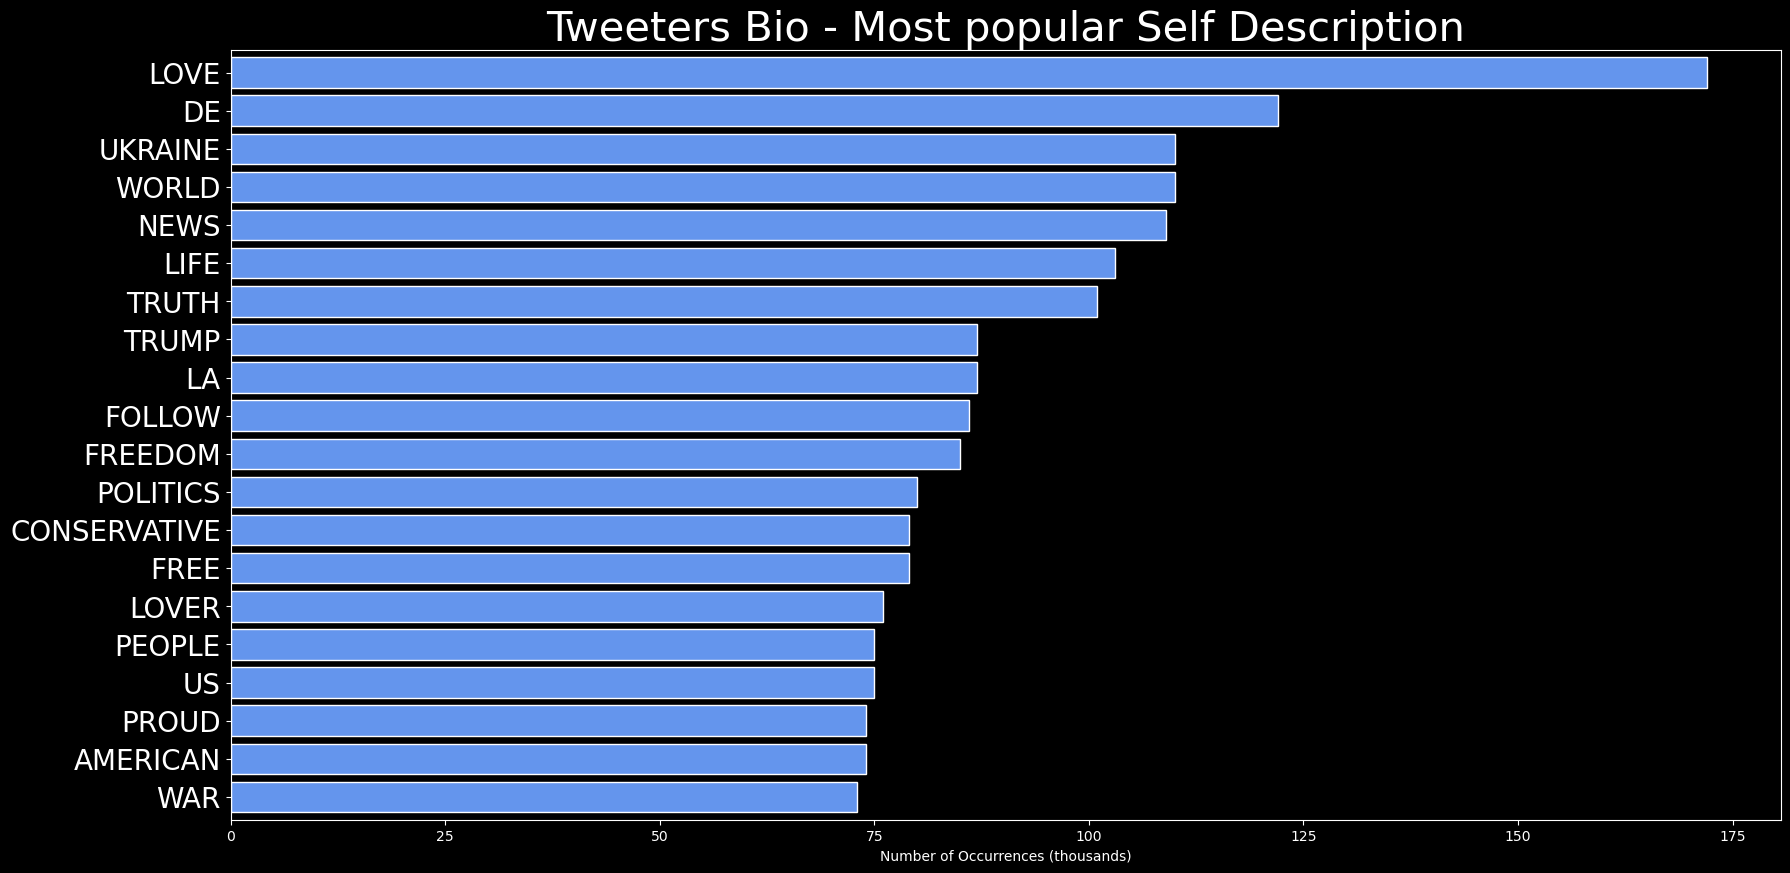 Tweeters Bio - Most popular Self Description
LOVE
DE
UKRAINE
WORLD
NEWS
LIFE
TRUTH
TRUMP
LA
FOLLOW
FREEDOM
POLITICS
CONSERVATIVE
FREE
LOVER
PEOPLE
US
PROUD
AMERICAN
WAR
0 25 50 75 100 125 150 175
Number of Occurrences (thousands)